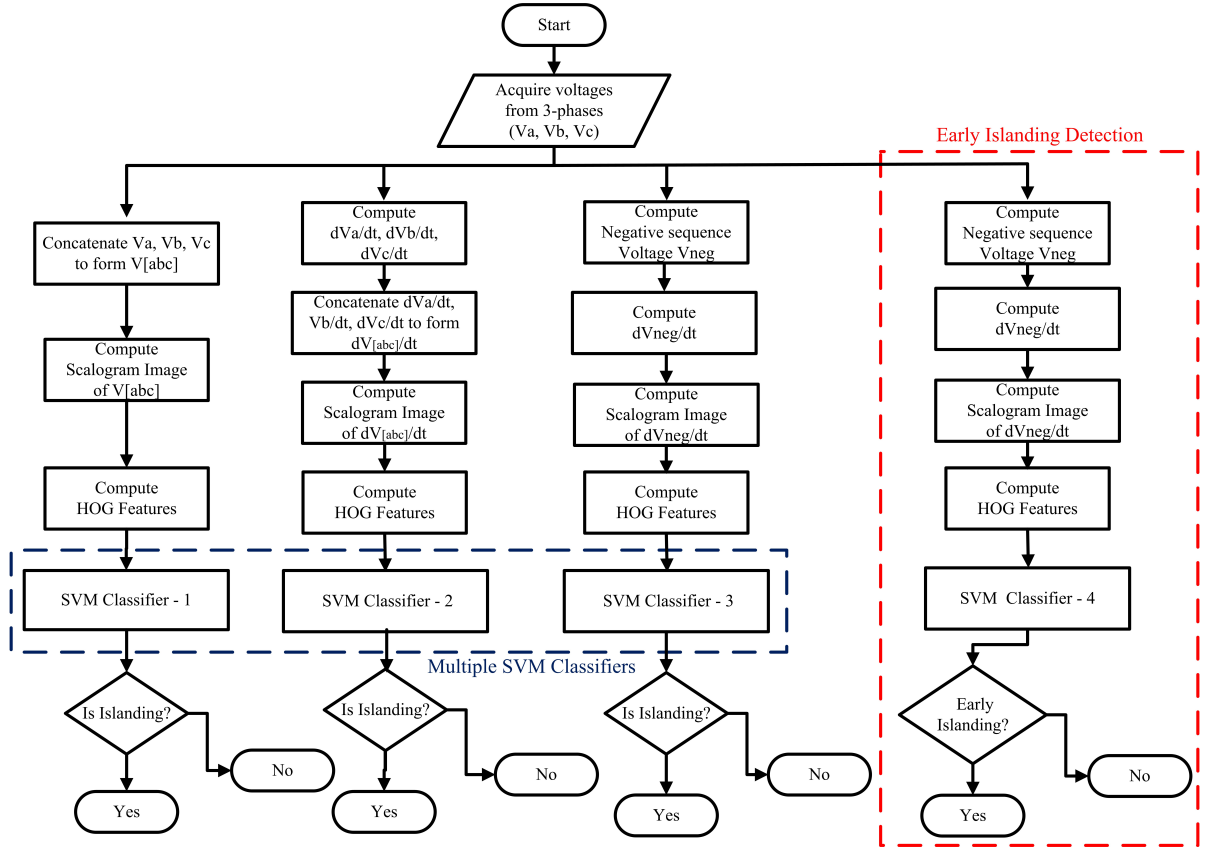 Start
Acquire voltages
from 3-phases
(Va, Vb, Vc)
Early Islanding Detection
Concatenate Va, Vb, Vc
to form V[abc]
Compute
Scalogram Image
of V[abc]
Compute
HOG Features
SVM Classifier - 1
Is Islanding?
No
Yes
Compute
dVa/dt, dVb/dt,
dVc/dt
Concatenate dVa/dt,
Vb/dt, dVc/dt to form
dV[abc]/dt
Compute
Scalogram Image
of dV[abc]/dt
Compute
HOG Features
SVM Classifier - 2
Is Islanding?
No
Yes
Compute
Negative sequence
Voltage Vneg
Compute
dVneg/dt
Compute
Scalogram Image
of dVneg/dt
Compute
HOG Features
SVM Classifier - 3
Multiple SVM Classifiers
Is Islanding?
No
Yes
Compute
Negative sequence
Voltage Vneg
Compute
dVneg/dt
Compute
Scalogram Image
of dVneg/dt
Compute
HOG Features
SVM Classifier - 4
Early
Islanding?
No
Yes